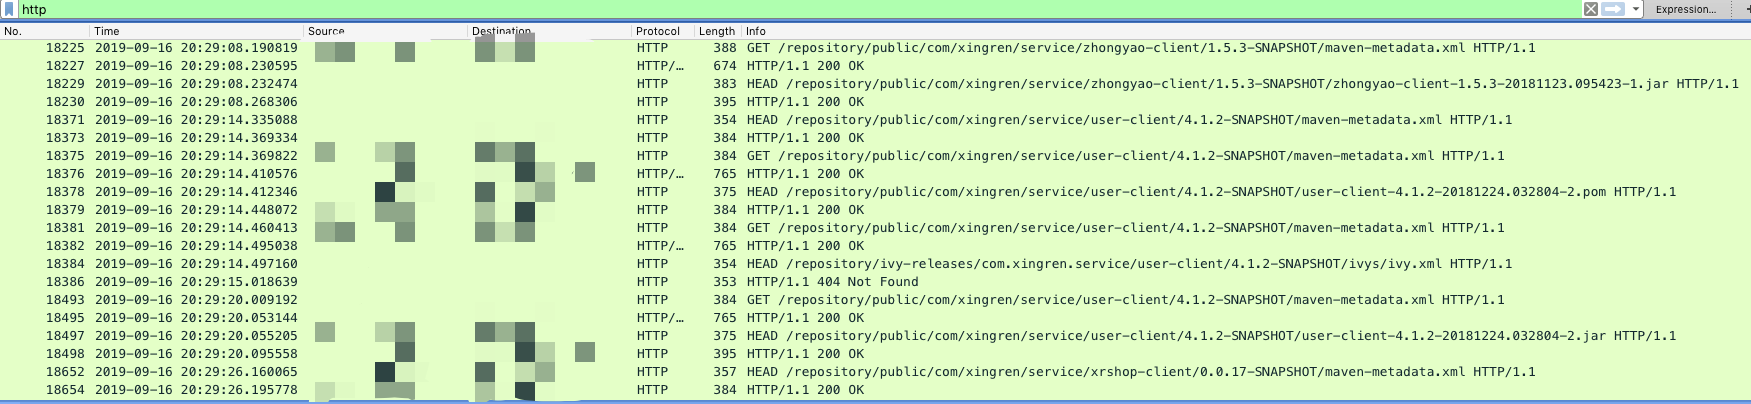 http Expression... +
No. Time Source Destination Protocol Length Info
18225 2019-09-16 20:29:08.190819 HTTP 388 GET /repository/public/com/xingren/service/zhongyao-client/1.5.3-SNAPSHOT/maven-metadata.xml HTTP/1.1
18227 2019-09-16 20:29:08.230595 HTTP/… 674 HTTP/1.1 200 OK
18229 2019-09-16 20:29:08.232474 HTTP 383 HEAD /repository/public/com/xingren/service/zhongyao-client/1.5.3-SNAPSHOT/zhongyao-client-1.5.3-20181123.095423-1.jar HTTP/1.1
18230 2019-09-16 20:29:08.268306 HTTP 395 HTTP/1.1 200 OK
18371 2019-09-16 20:29:14.335088 HTTP 354 HEAD /repository/public/com/xingren/service/user-client/4.1.2-SNAPSHOT/maven-metadata.xml HTTP/1.1
18373 2019-09-16 20:29:14.369334 HTTP 384 HTTP/1.1 200 OK
18375 2019-09-16 20:29:14.369822 HTTP 384 GET /repository/public/com/xingren/service/user-client/4.1.2-SNAPSHOT/maven-metadata.xml HTTP/1.1
18376 2019-09-16 20:29:14.410576 HTTP/… 765 HTTP/1.1 200 OK
18378 2019-09-16 20:29:14.412346 HTTP 375 HEAD /repository/public/com/xingren/service/user-client/4.1.2-SNAPSHOT/user-client-4.1.2-20181224.032804-2.pom HTTP/1.1
18379 2019-09-16 20:29:14.448072 HTTP 384 HTTP/1.1 200 OK
18381 2019-09-16 20:29:14.460413 HTTP 384 GET /repository/public/com/xingren/service/user-client/4.1.2-SNAPSHOT/maven-metadata.xml HTTP/1.1
18382 2019-09-16 20:29:14.495038 HTTP/… 765 HTTP/1.1 200 OK
18384 2019-09-16 20:29:14.497160 HTTP 354 HEAD /repository/ivy-releases/com.xingren.service/user-client/4.1.2-SNAPSHOT/ivys/ivy.xml HTTP/1.1
18386 2019-09-16 20:29:15.018639 HTTP 353 HTTP/1.1 404 Not Found
18493 2019-09-16 20:29:20.009192 HTTP 384 GET /repository/public/com/xingren/service/user-client/4.1.2-SNAPSHOT/maven-metadata.xml HTTP/1.1
18495 2019-09-16 20:29:20.053144 HTTP/… 765 HTTP/1.1 200 OK
18497 2019-09-16 20:29:20.055205 HTTP 375 HEAD /repository/public/com/xingren/service/user-client/4.1.2-SNAPSHOT/user-client-4.1.2-20181224.032804-2.jar HTTP/1.1
18498 2019-09-16 20:29:20.095558 HTTP 395 HTTP/1.1 200 OK
18652 2019-09-16 20:29:26.160065 HTTP 357 HEAD /repository/public/com/xingren/service/xrshop-client/0.0.17-SNAPSHOT/maven-metadata.xml HTTP/1.1
18654 2019-09-16 20:29:26.195778 HTTP 384 HTTP/1.1 200 OK